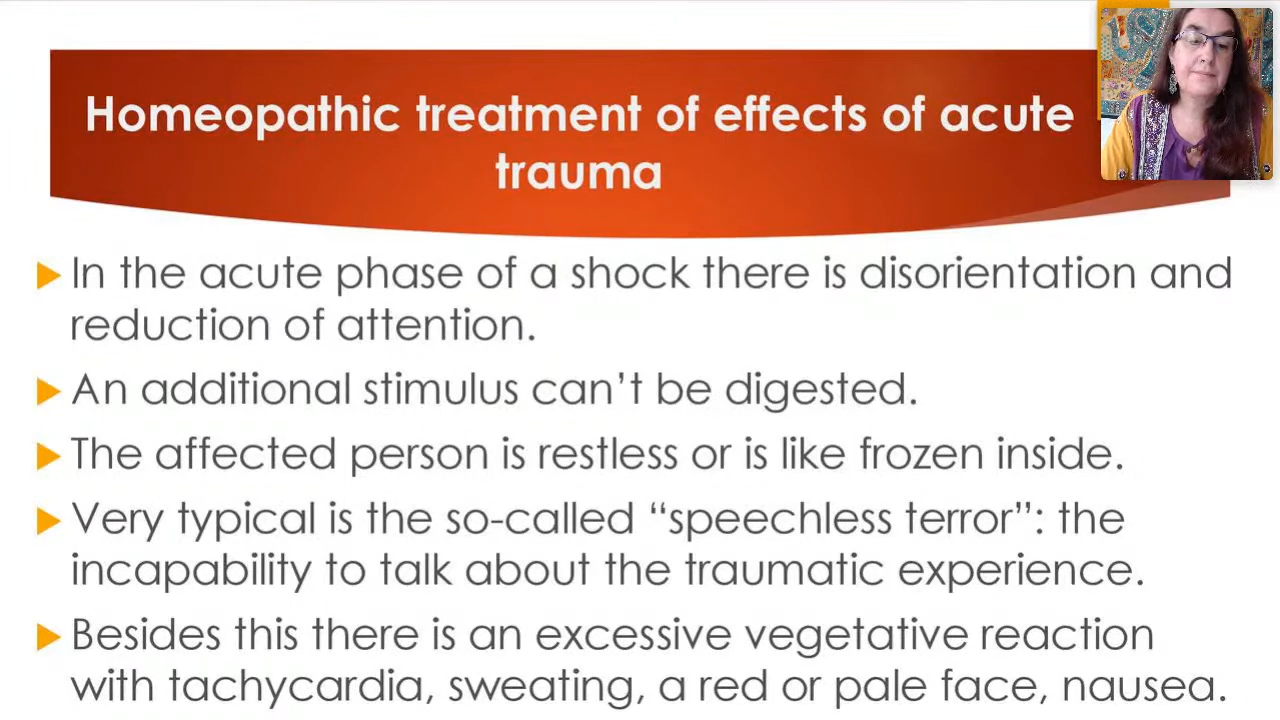 Homeopathic treatment of effects of acute
trauma
In the acute phase of a shock there is disorientation and
reduction of attention.
An additional stimulus can’t be digested.
The affected person is restless or is like frozen inside.
Very typical is the so-called “speechless terror”: the
incapability to talk about the traumatic experience.
Besides this there is an excessive vegetative reaction
with tachycardia, sweating, a red or pale face, nausea.